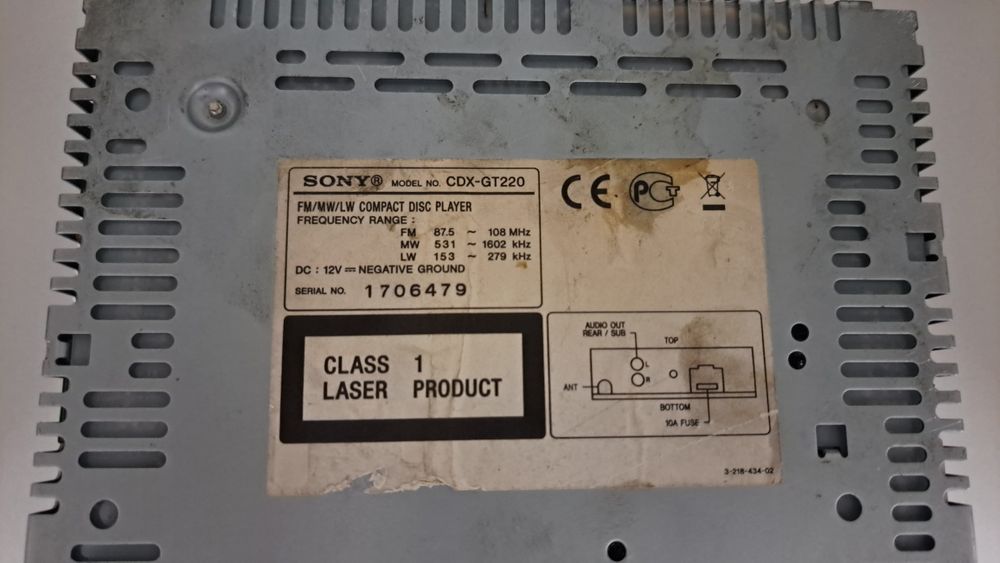 SONY® MODEL NO. CDX-GT220
FM/MW/LW COMPACT DISC PLAYER
FREQUENCY RANGE :
FM 87.5 ~ 108 MHz
MW 531 ~ 1602 kHz
LW 153 ~ 279 kHz
DC : 12V ⎓ NEGATIVE GROUND
SERIAL NO. 1706479
CE PCT
CLASS 1
LASER PRODUCT
AUDIO OUT
REAR / SUB
TOP
L
R
ANT
BOTTOM
10A FUSE
3-218-434-02